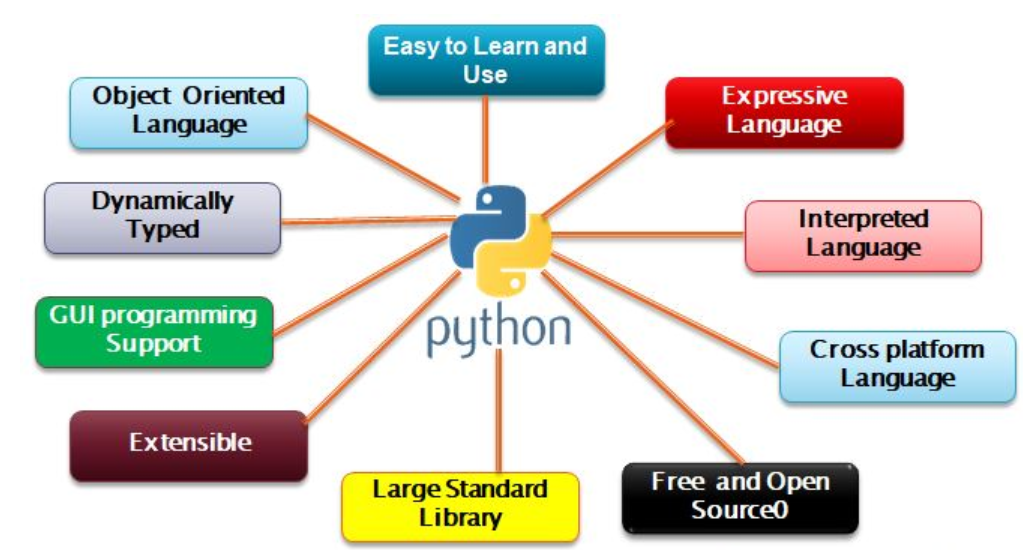 Easy to Learn and
Use
Object Oriented
Language
Expressive
Language
Dynamically
Typed
Interpreted
Language
GUI programming
Support
python
Cross platform
Language
Extensible
Large Standard
Library
Free and Open
Source0